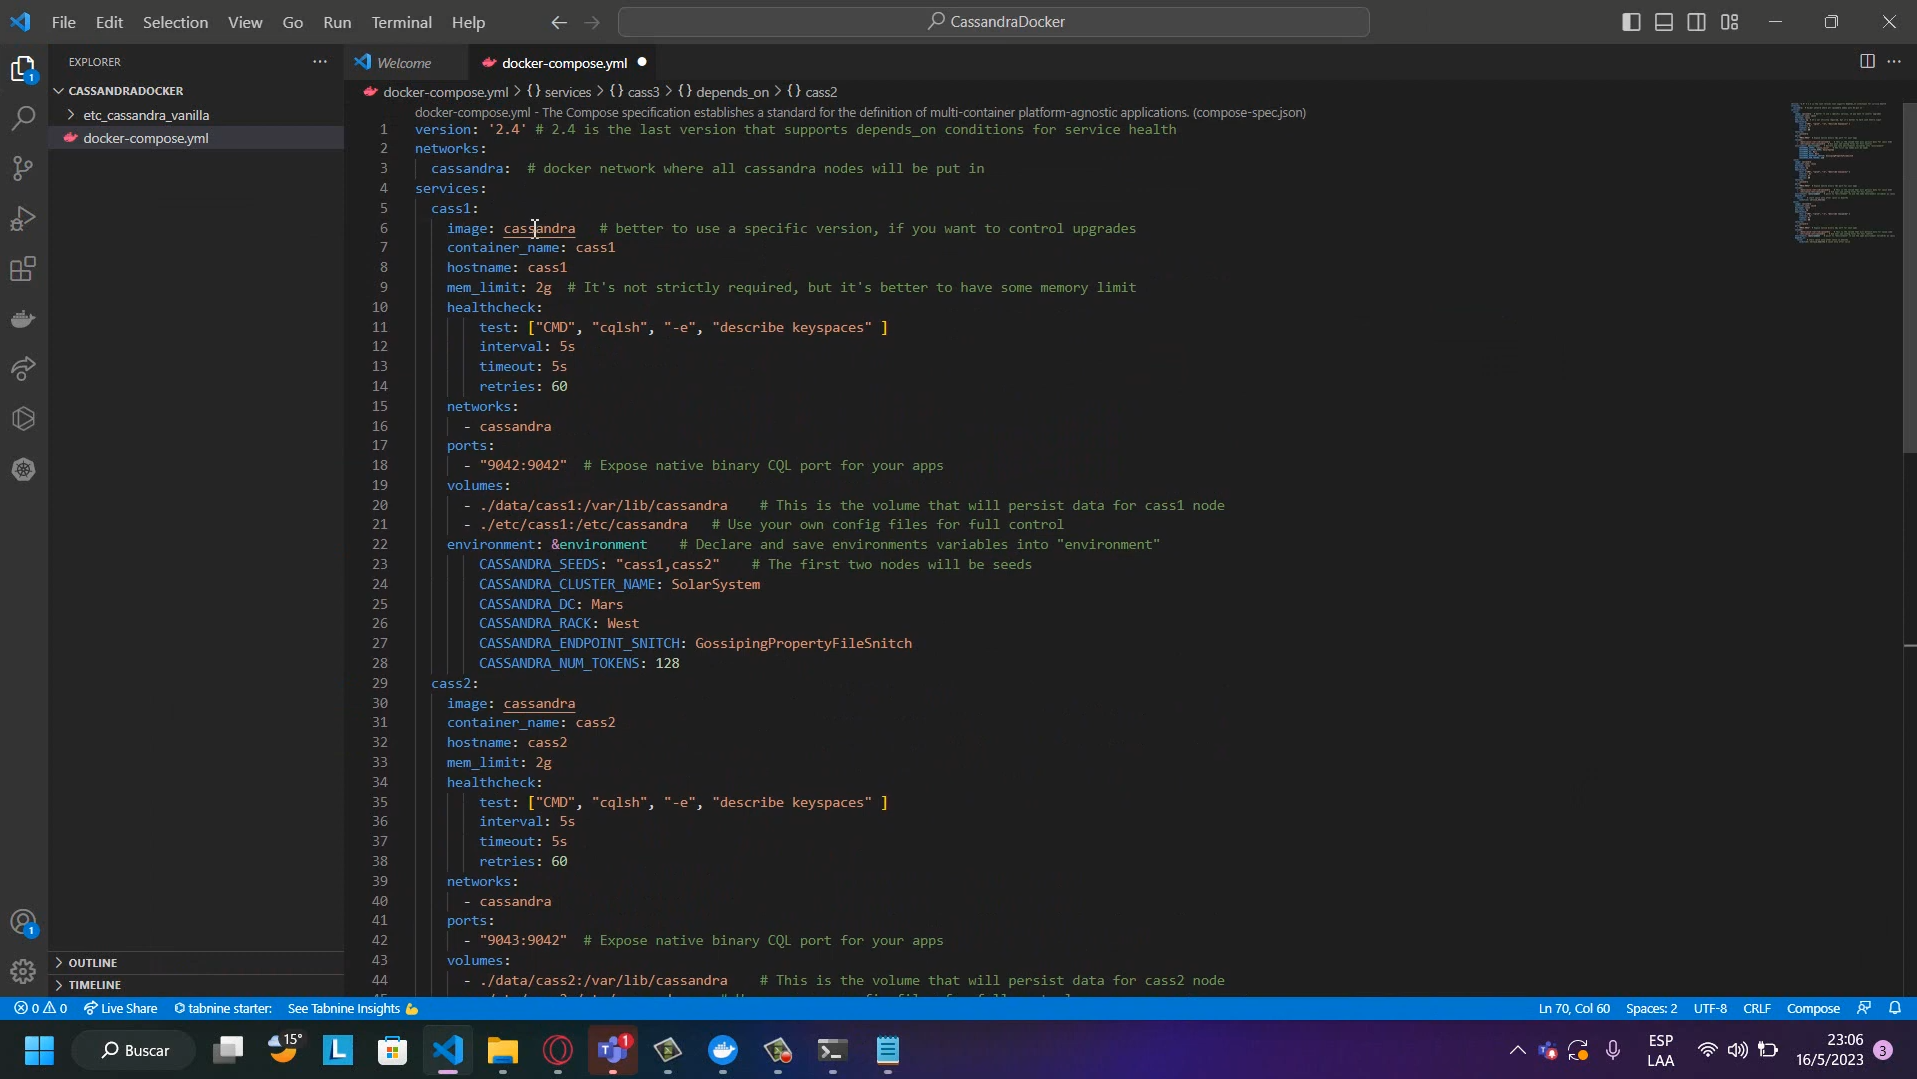 File Edit Selection View Go Run Terminal Help
CassandraDocker
EXPLORER
Welcome
docker-compose.yml
CASSANDRADOCKER
docker-compose.yml > {} services > {} cass3 > {} depends_on > {} cass2
etc_cassandra_vanilla
docker-compose.yml
docker-compose.yml - The Compose specification establishes a standard for the definition of multi-container platform-agnostic applications. (compose-spec.json)
1 version: '2.4' # 2.4 is the last version that supports depends_on conditions for service health
2 networks:
3 cassandra: # docker network where all cassandra nodes will be put in
4 services:
5 cass1:
6 image: cassandra # better to use a specific version, if you want to control upgrades
7 container_name: cass1
8 hostname: cass1
9 mem_limit: 2g # It's not strictly required, but it's better to have some memory limit
10 healthcheck:
11 test: ["CMD", "cqlsh", "-e", "describe keyspaces" ]
12 interval: 5s
13 timeout: 5s
14 retries: 60
15 networks:
16 - cassandra
17 ports:
18 - "9042:9042" # Expose native binary CQL port for your apps
19 volumes:
20 - ./data/cass1:/var/lib/cassandra # This is the volume that will persist data for cass1 node
21 - ./etc/cass1:/etc/cassandra # Use your own config files for full control
22 environment: &environment # Declare and save environments variables into "environment"
23 CASSANDRA_SEEDS: "cass1,cass2" # The first two nodes will be seeds
24 CASSANDRA_CLUSTER_NAME: SolarSystem
25 CASSANDRA_DC: Mars
26 CASSANDRA_RACK: West
27 CASSANDRA_ENDPOINT_SNITCH: GossipingPropertyFileSnitch
28 CASSANDRA_NUM_TOKENS: 128
29 cass2:
30 image: cassandra
31 container_name: cass2
32 hostname: cass2
33 mem_limit: 2g
34 healthcheck:
35 test: ["CMD", "cqlsh", "-e", "describe keyspaces" ]
36 interval: 5s
37 timeout: 5s
38 retries: 60
39 networks:
40 - cassandra
41 ports:
42 - "9043:9042" # Expose native binary CQL port for your apps
43 volumes:
44 - ./data/cass2:/var/lib/cassandra # This is the volume that will persist data for cass2 node
OUTLINE
TIMELINE
0 0 Live Share tabnine starter: See Tabnine Insights
Ln 70, Col 60 Spaces: 2 UTF-8 CRLF Compose
Buscar
15°
ESP
LAA
23:06
16/5/2023
3